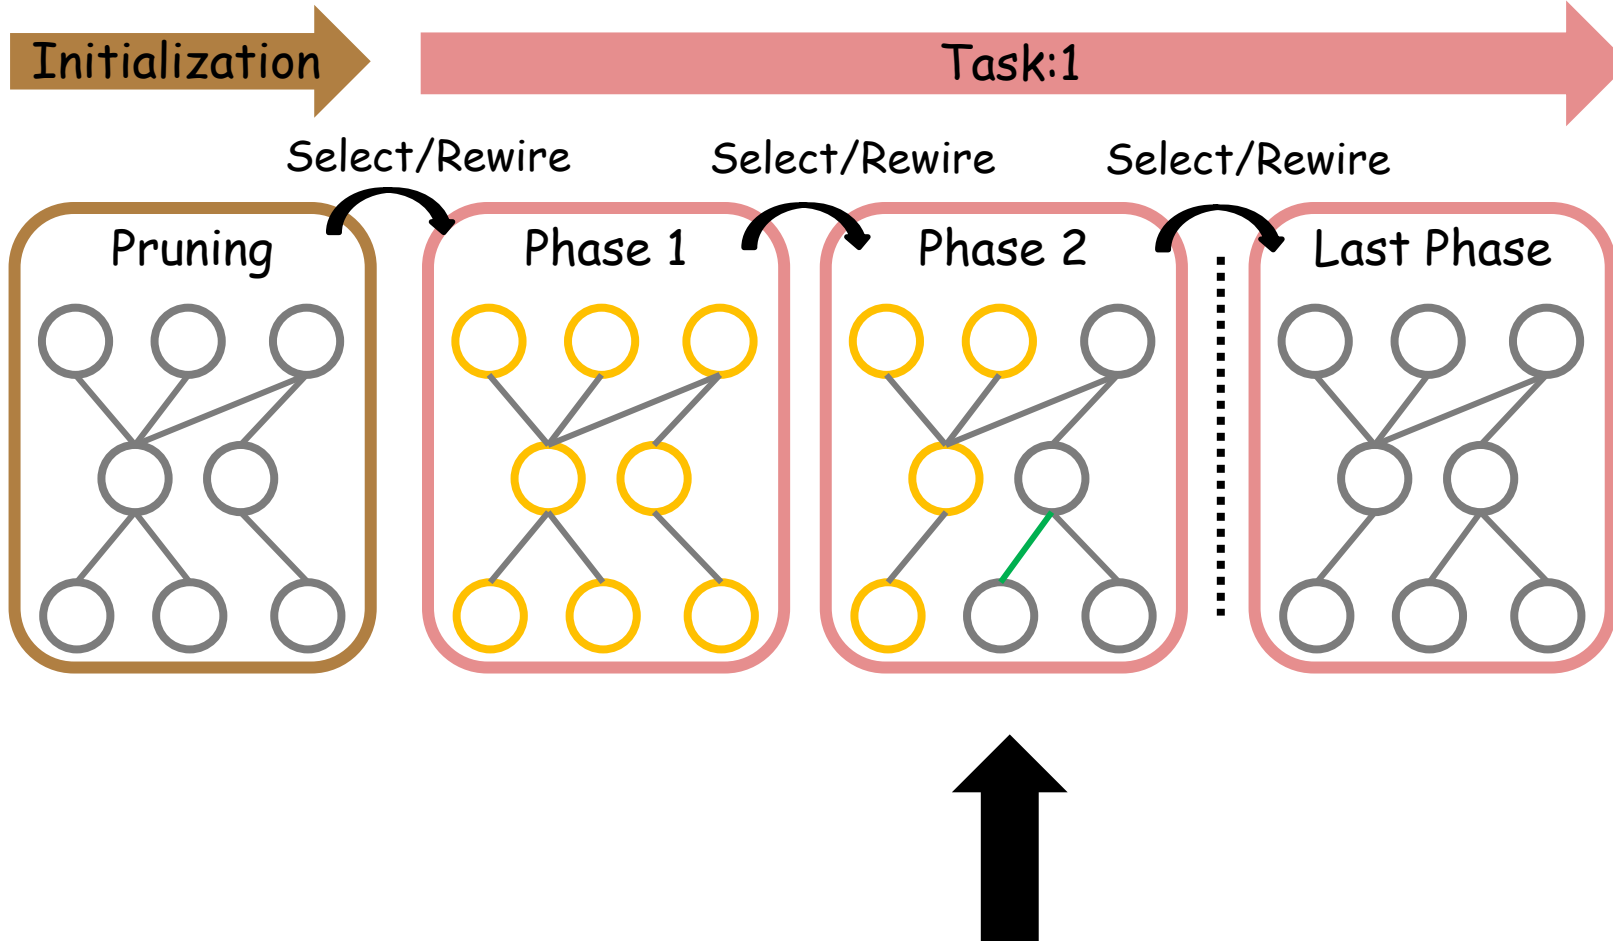 Initialization
Task:1
Select/Rewire
Select/Rewire
Select/Rewire
Pruning
Phase 1
Phase 2
Last Phase